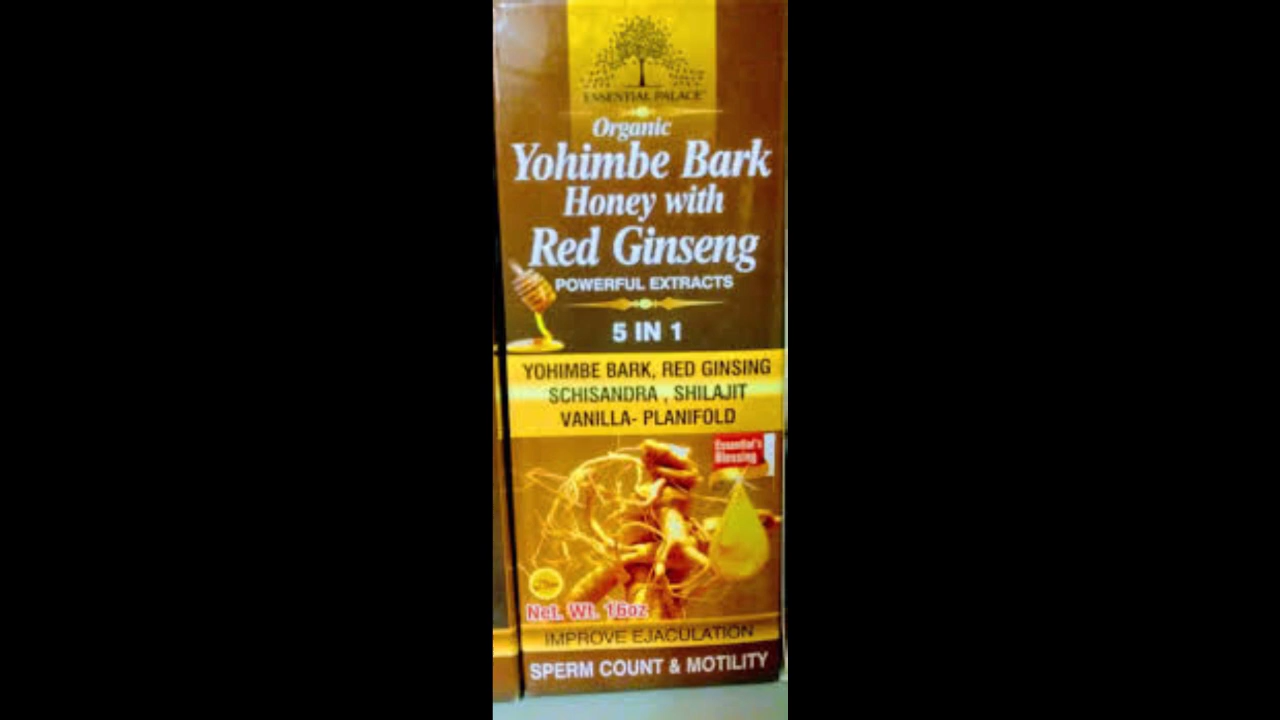 ESSENTIAL PALACE
Organic
Yohimbe Bark
Honey with
Red Ginseng
POWERFUL EXTRACTS
5 IN 1
YOHIMBE BARK, RED GINSING
SCHISANDRA , SHILAJIT
VANILLA- PLANIFOLD
Essential's
Blessing
Net. Wt. 16oz
IMPROVE EJACULATION
SPERM COUNT & MOTILITY